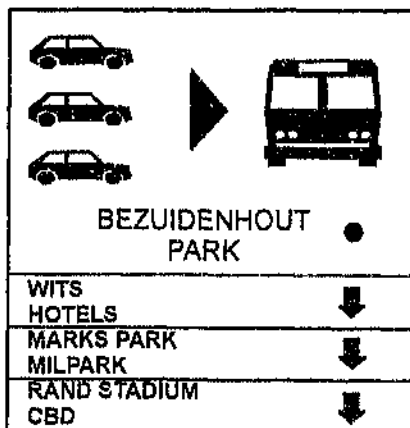 BEZUIDENHOUT
PARK
WITS
HOTELS
MARKS PARK
MILPARK
RAND STADIUM
CBD